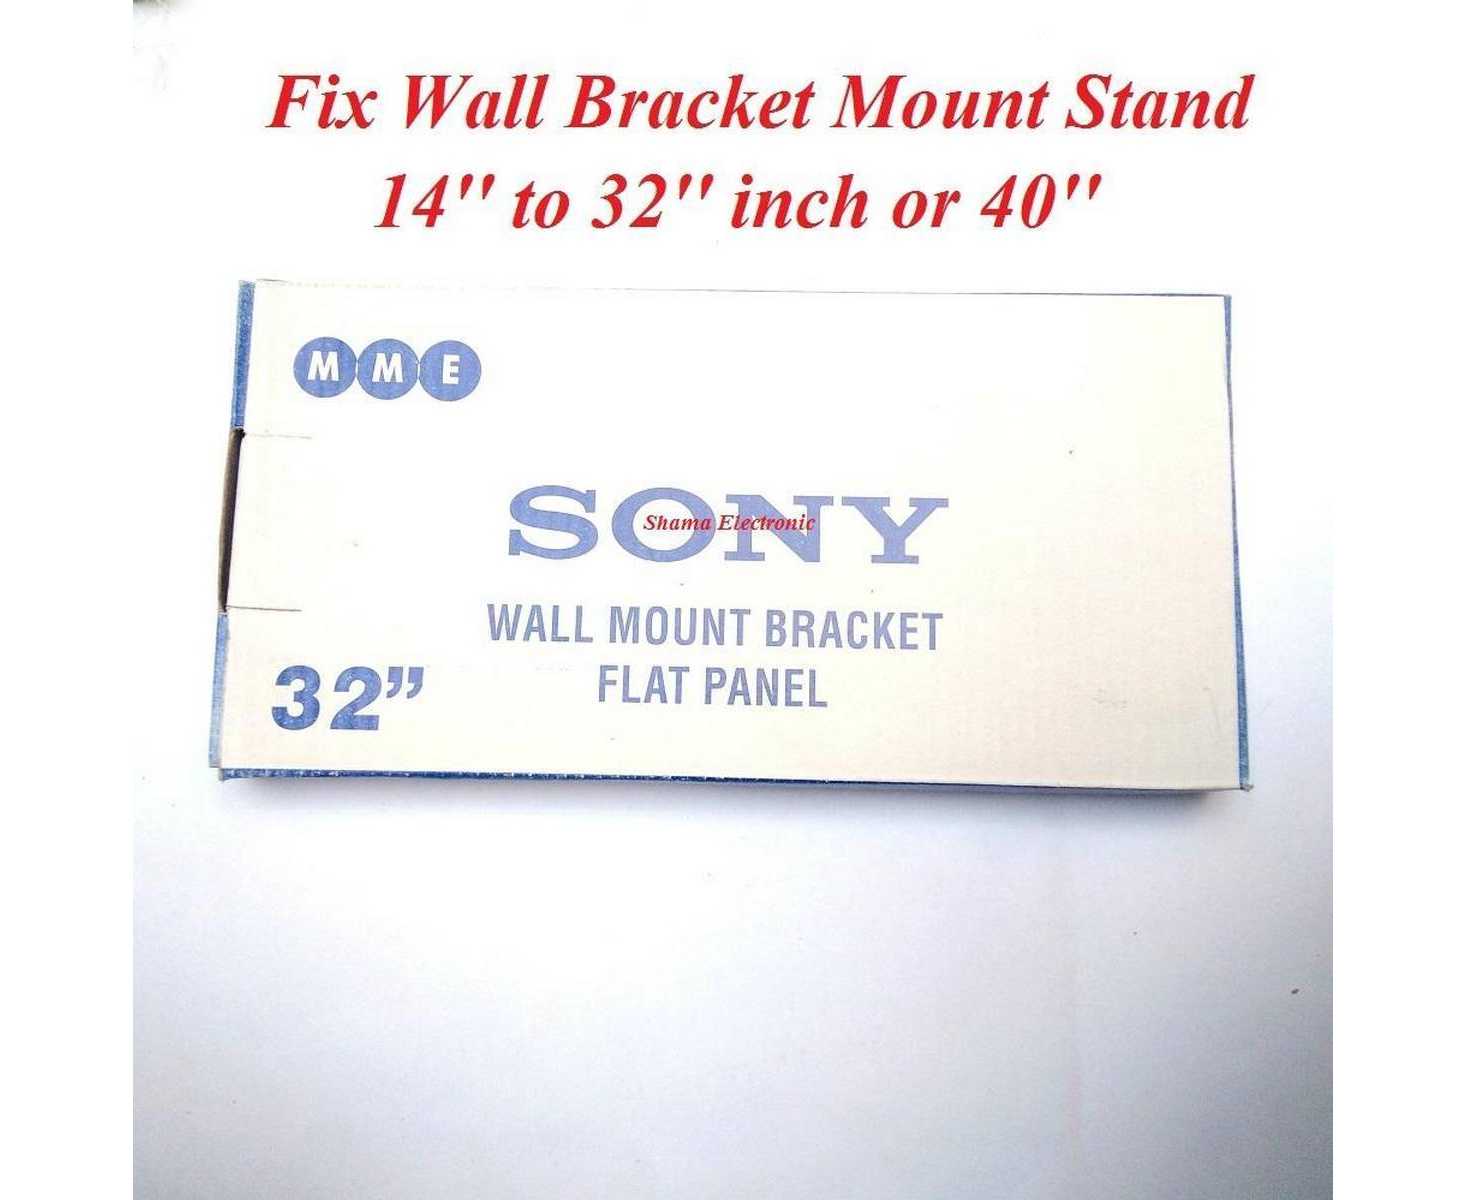 Fix Wall Bracket Mount Stand
14'' to 32'' inch or 40''
MME
SONY
Shama Electronic
WALL MOUNT BRACKET
FLAT PANEL
32”